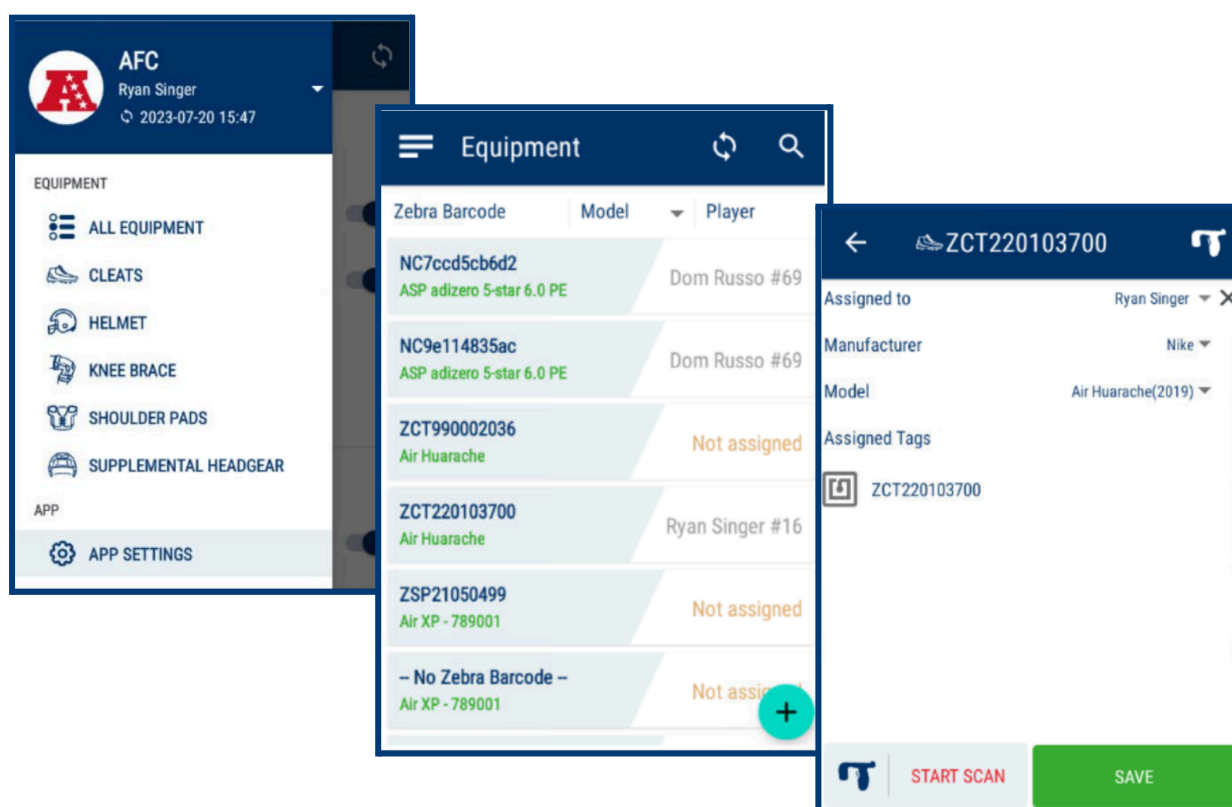 AFC
Ryan Singer
2023-07-20 15:47
EQUIPMENT
ALL EQUIPMENT
CLEATS
HELMET
KNEE BRACE
SHOULDER PADS
SUPPLEMENTAL HEADGEAR
APP
APP SETTINGS
Equipment
Zebra Barcode Model Player
NC7ccd5cb6d2
ASP adizero 5-star 6.0 PE
Dom Russo #69
NC9e114835ac
ASP adizero 5-star 6.0 PE
Dom Russo #69
ZCT990002036
Air Huarache
Not assigned
ZCT220103700
Air Huarache
Ryan Singer #16
ZSP21050499
Air XP - 789001
Not assigned
-- No Zebra Barcode --
Air XP - 789001
Not assigned
+
ZCT220103700
Assigned to Ryan Singer
Manufacturer Nike
Model Air Huarache(2019)
Assigned Tags
ZCT220103700
START SCAN
SAVE